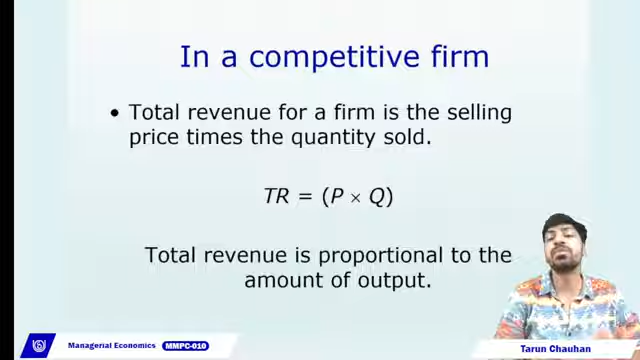 In a competitive firm
• Total revenue for a firm is the selling
price times the quantity sold.
TR = (P × Q)
Total revenue is proportional to the
amount of output.
Managerial Economics MMPC-010
Tarun Chauhan